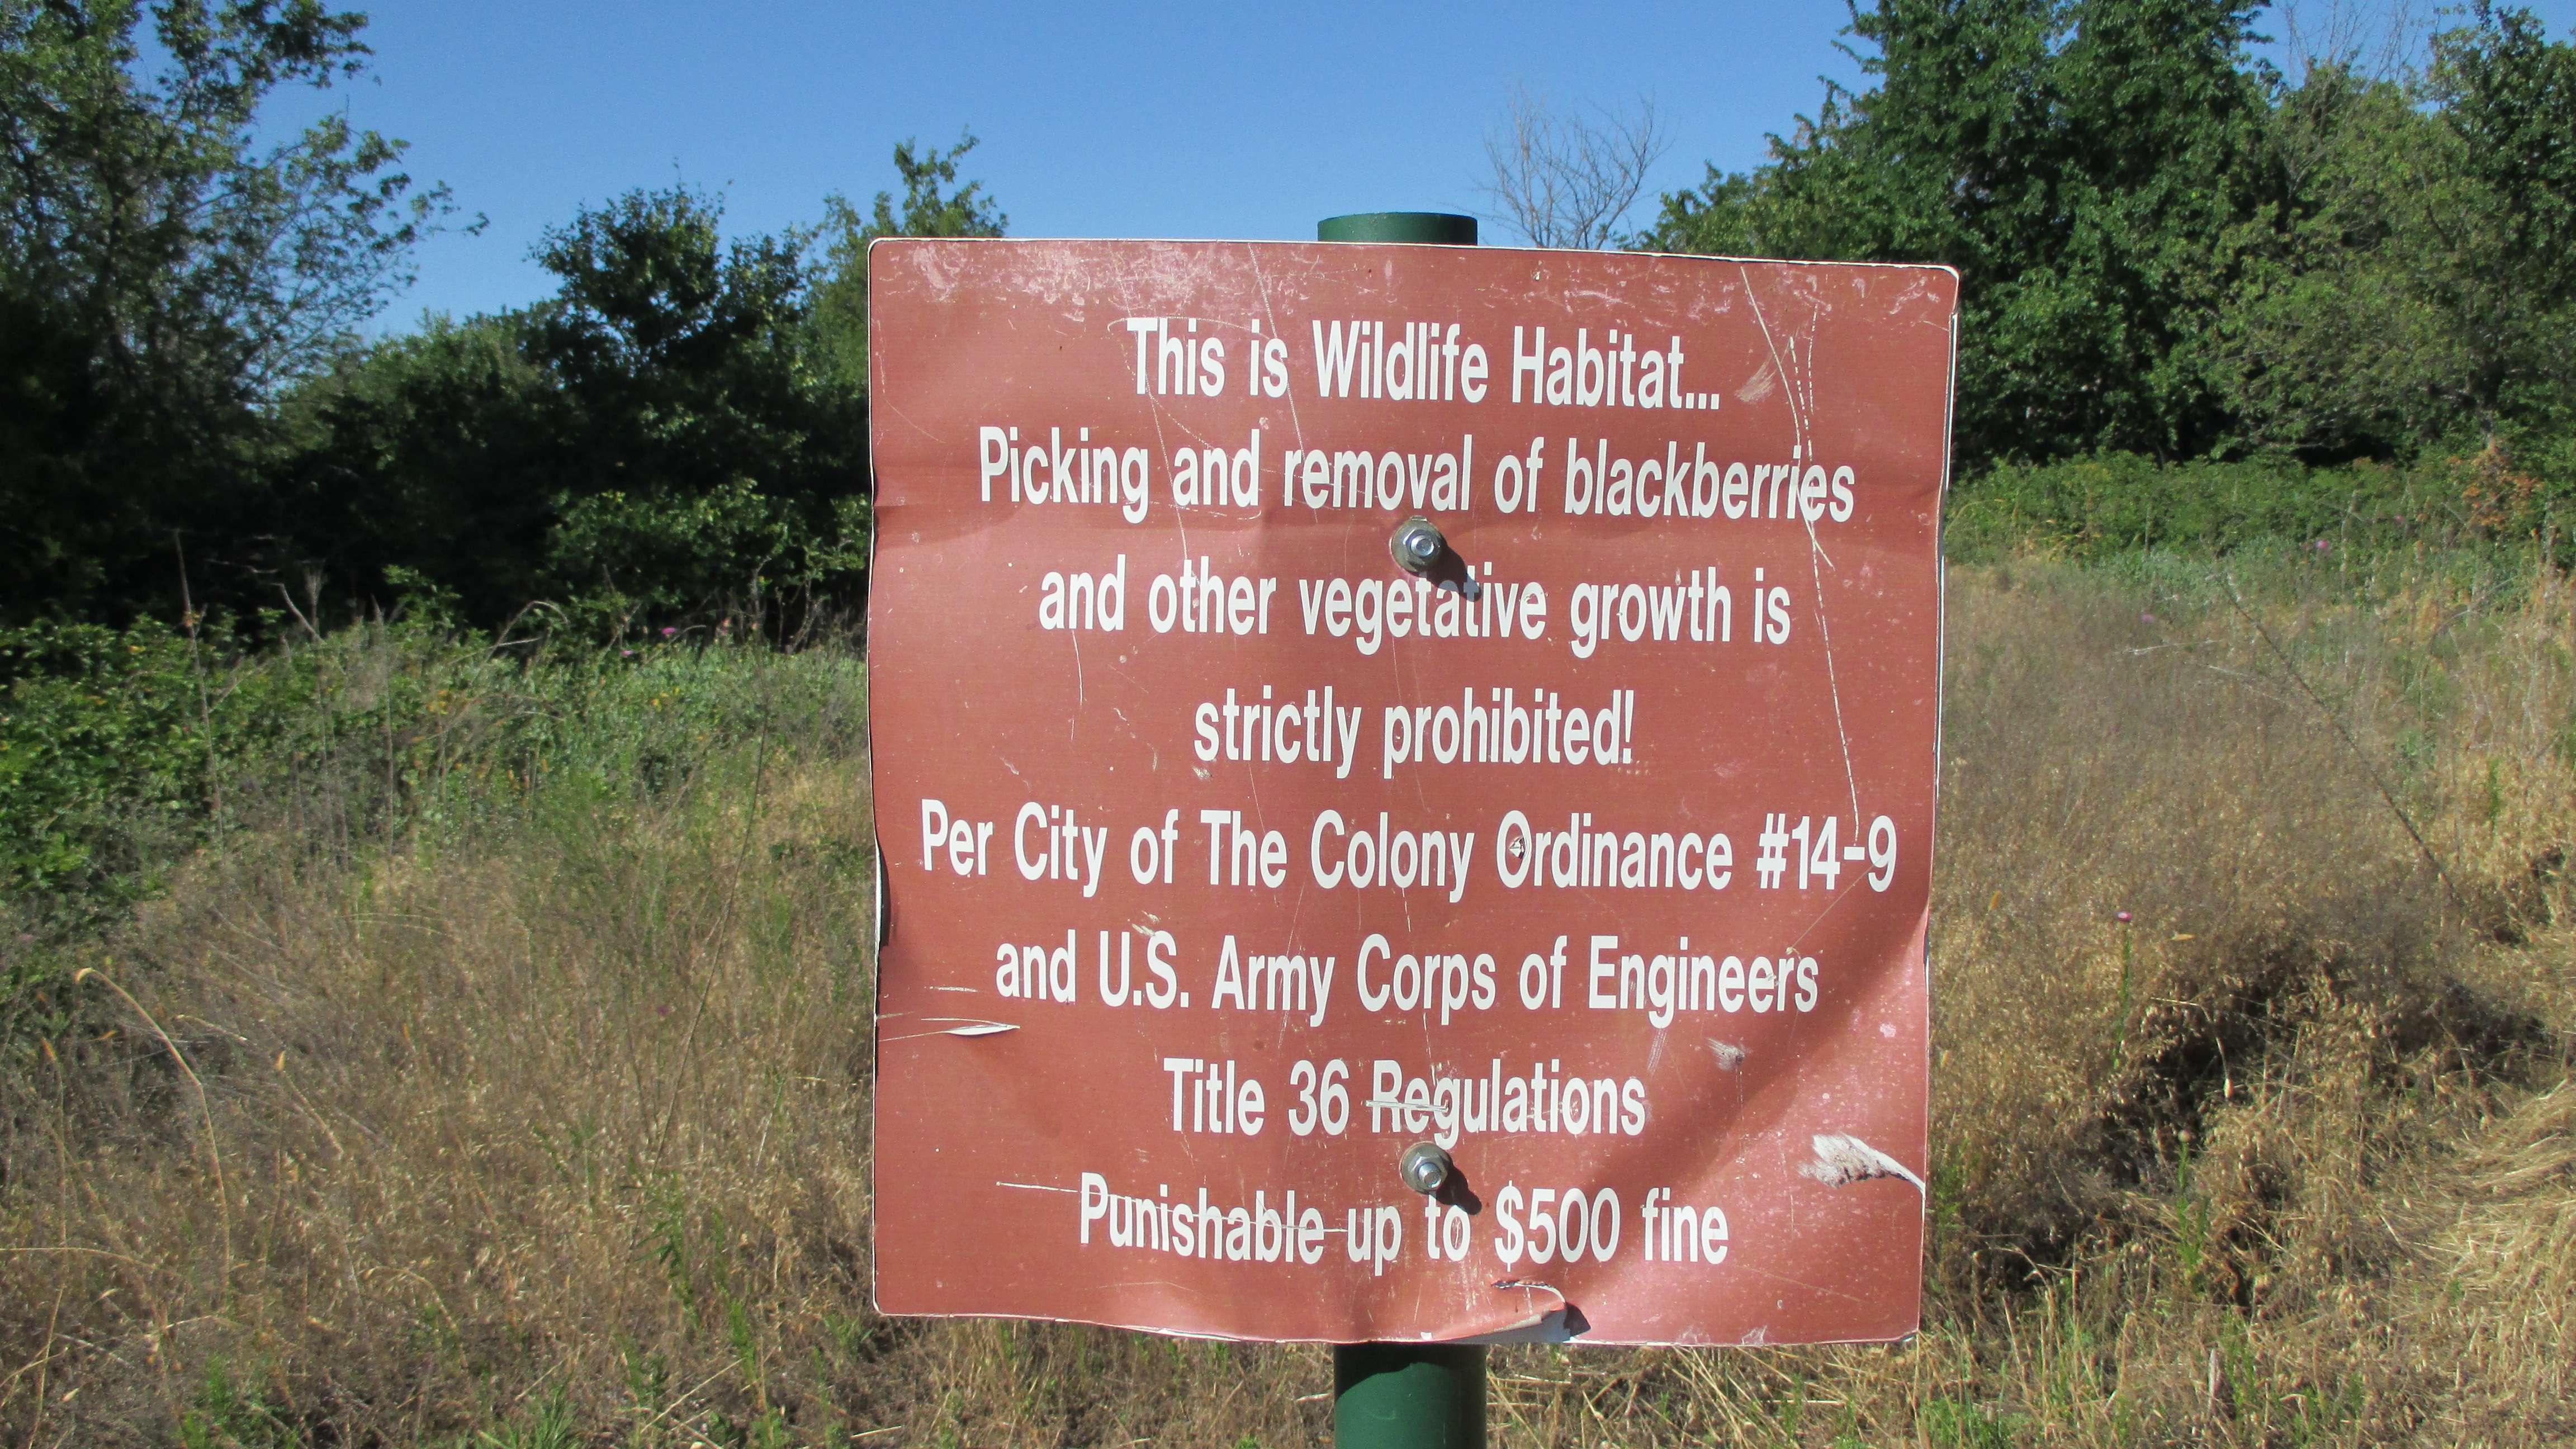 This is Wildlife Habitat...
Picking and removal of blackberries
and other vegetative growth is
strictly prohibited!
Per City of The Colony Ordinance #14-9
and U.S. Army Corps of Engineers
Title 36 Regulations
Punishable up to $500 fine